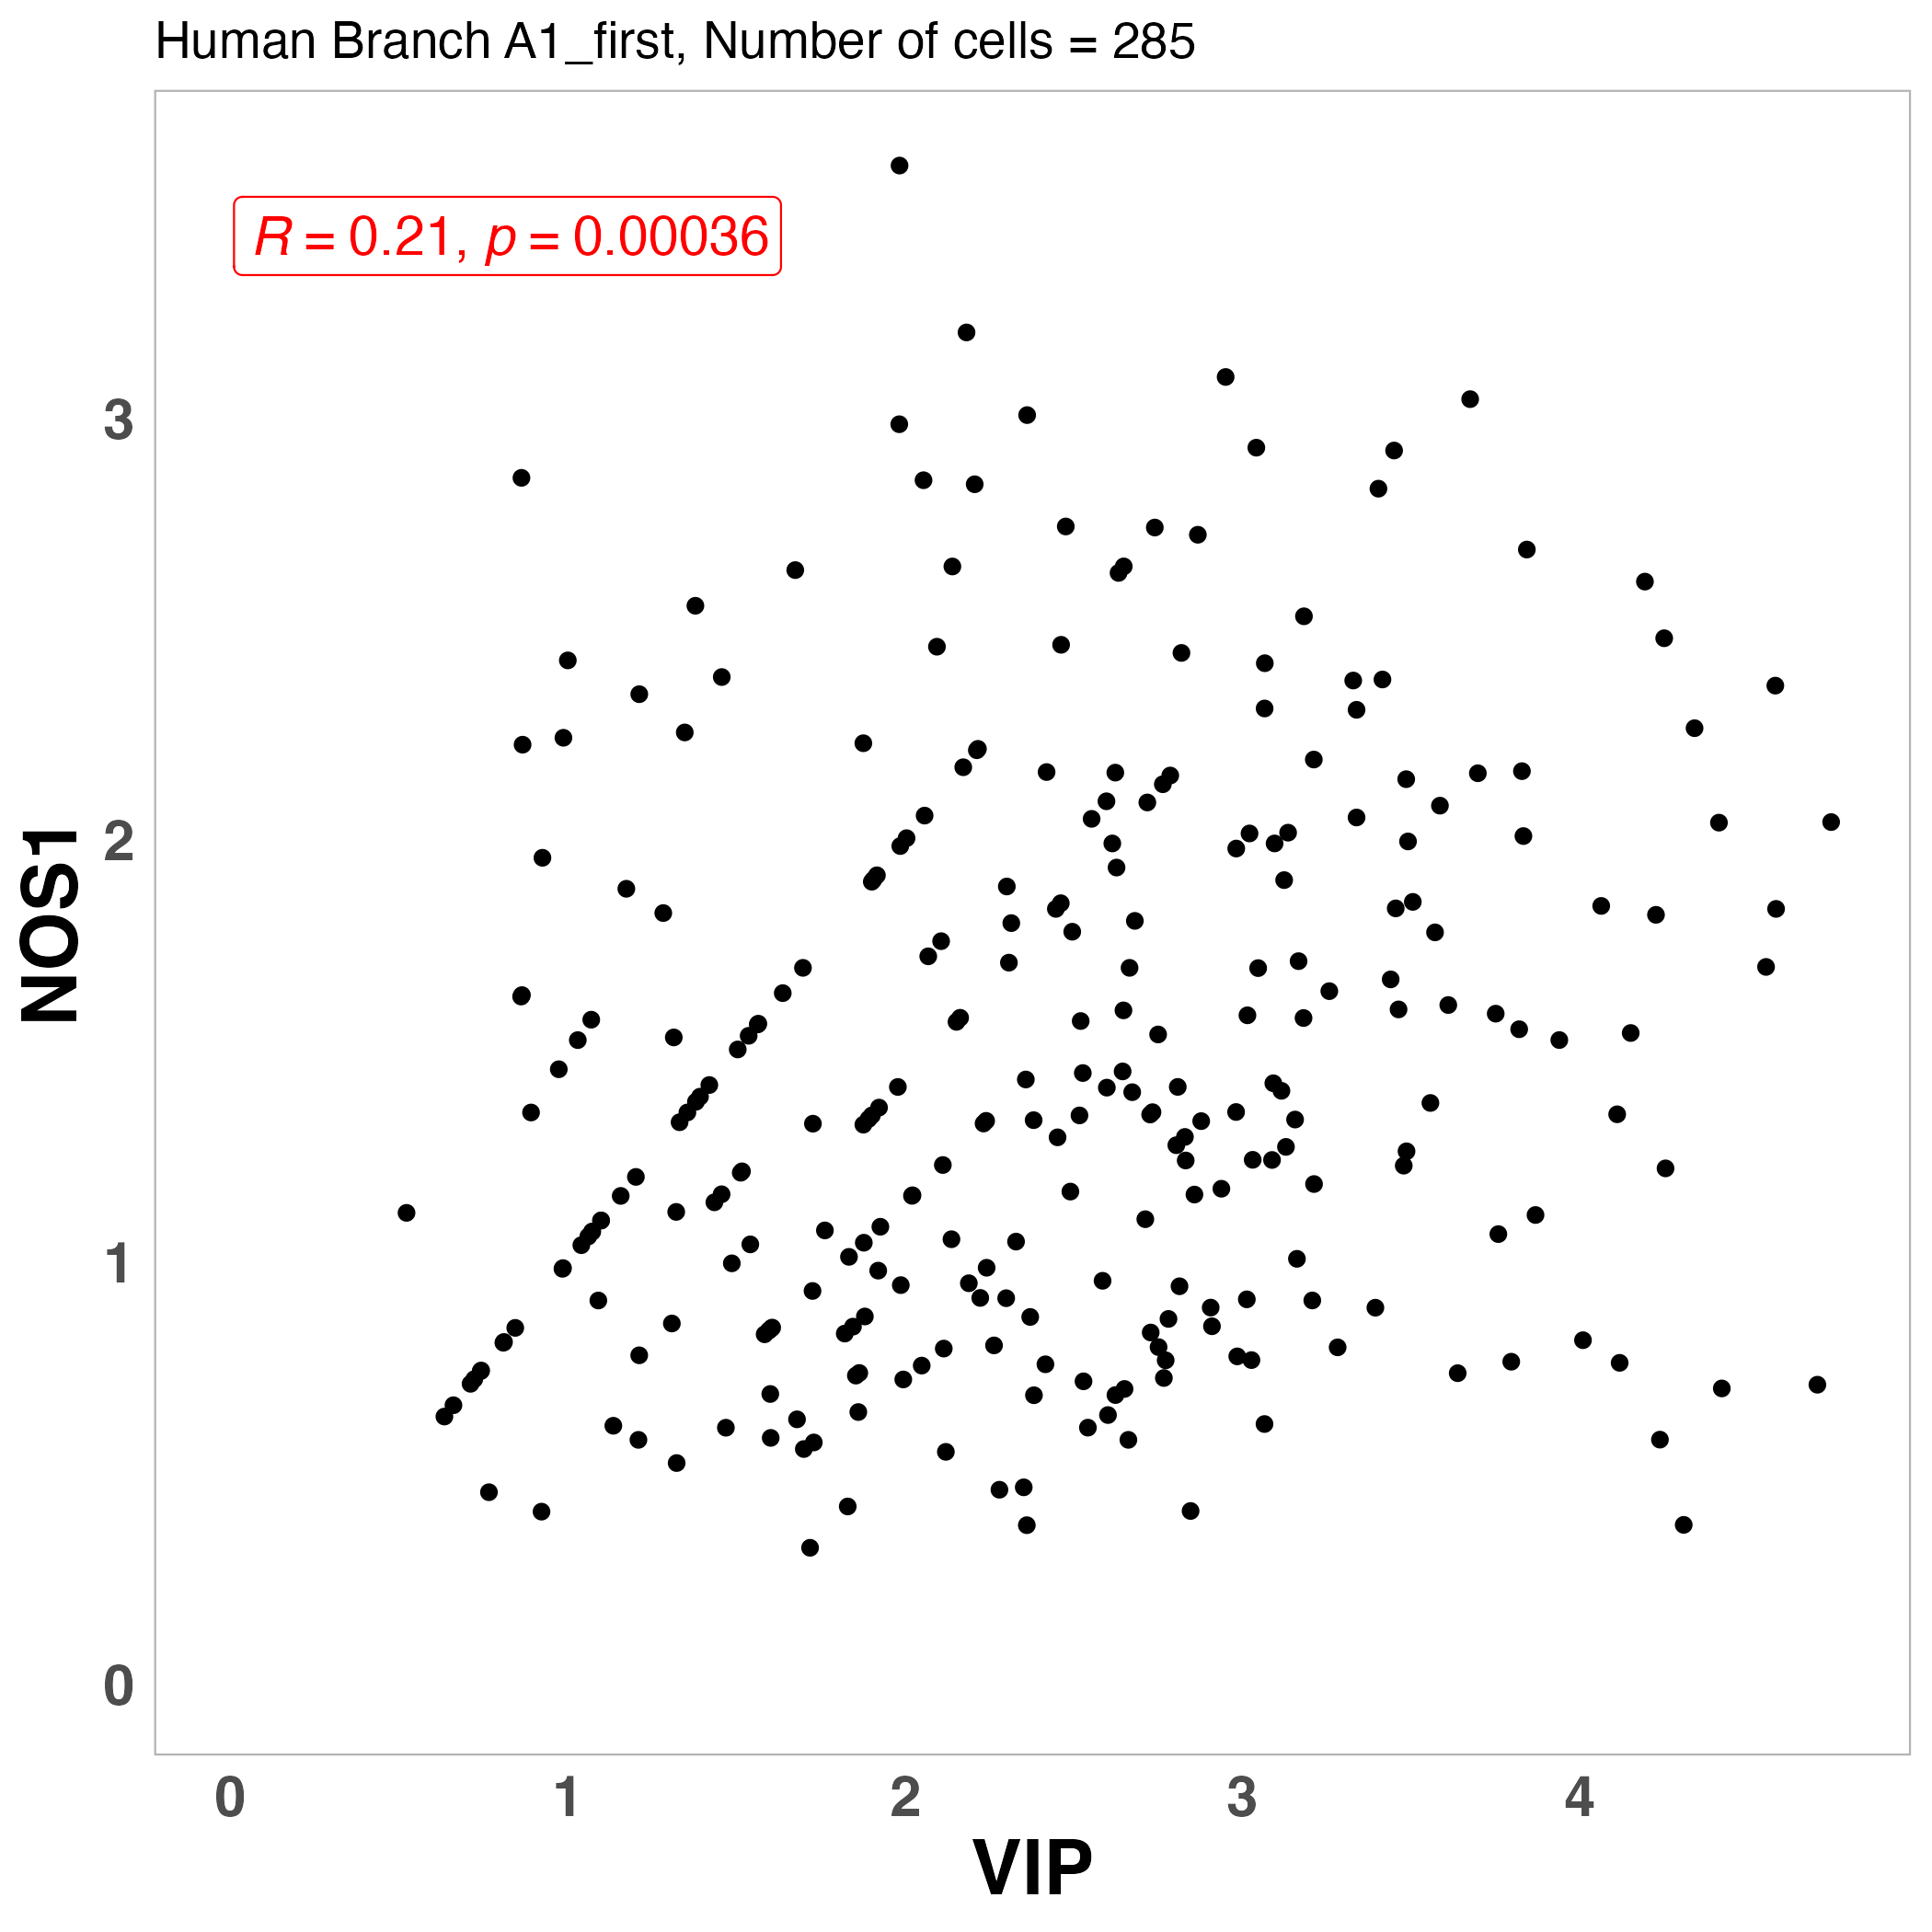 Human Branch A1_first, Number of cells = 285
R = 0.21, p = 0.00036
3
2
1
0
NOS1
0 1 2 3 4
VIP